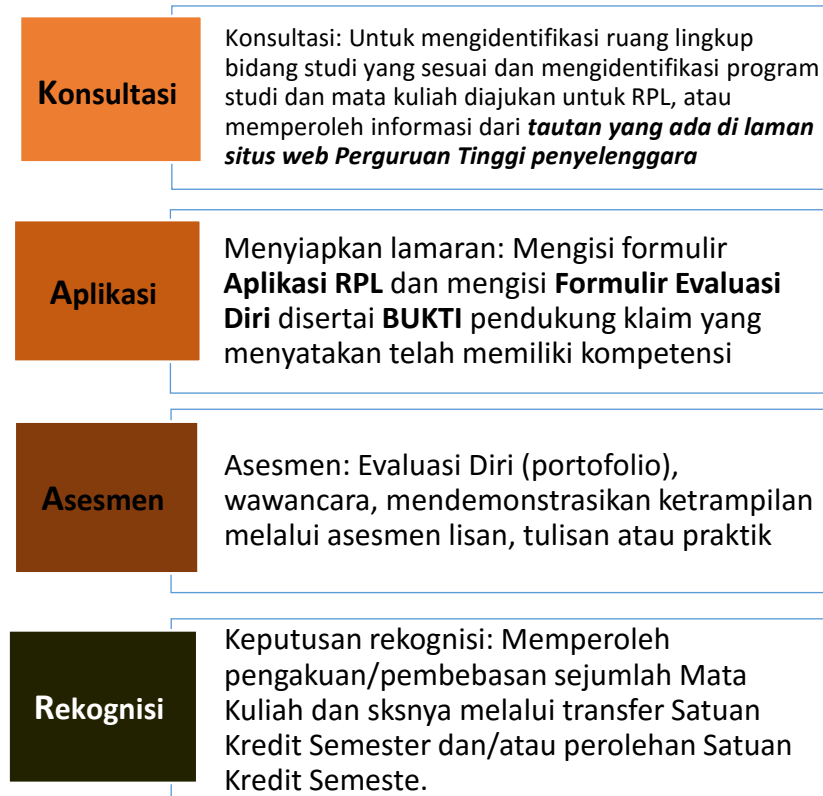 Konsultasi
Konsultasi: Untuk mengidentifikasi ruang lingkup
bidang studi yang sesuai dan mengidentifikasi program
studi dan mata kuliah diajukan untuk RPL, atau
memperoleh informasi dari tautan yang ada di laman
situs web Perguruan Tinggi penyelenggara
Aplikasi
Menyiapkan lamaran: Mengisi formulir
Aplikasi RPL dan mengisi Formulir Evaluasi
Diri disertai BUKTI pendukung klaim yang
menyatakan telah memiliki kompetensi
Asesmen
Asesmen: Evaluasi Diri (portofolio),
wawancara, mendemonstrasikan ketrampilan
melalui asesmen lisan, tulisan atau praktik
Rekognisi
Keputusan rekognisi: Memperoleh
pengakuan/pembebasan sejumlah Mata
Kuliah dan sksnya melalui transfer Satuan
Kredit Semester dan/atau perolehan Satuan
Kredit Semeste.